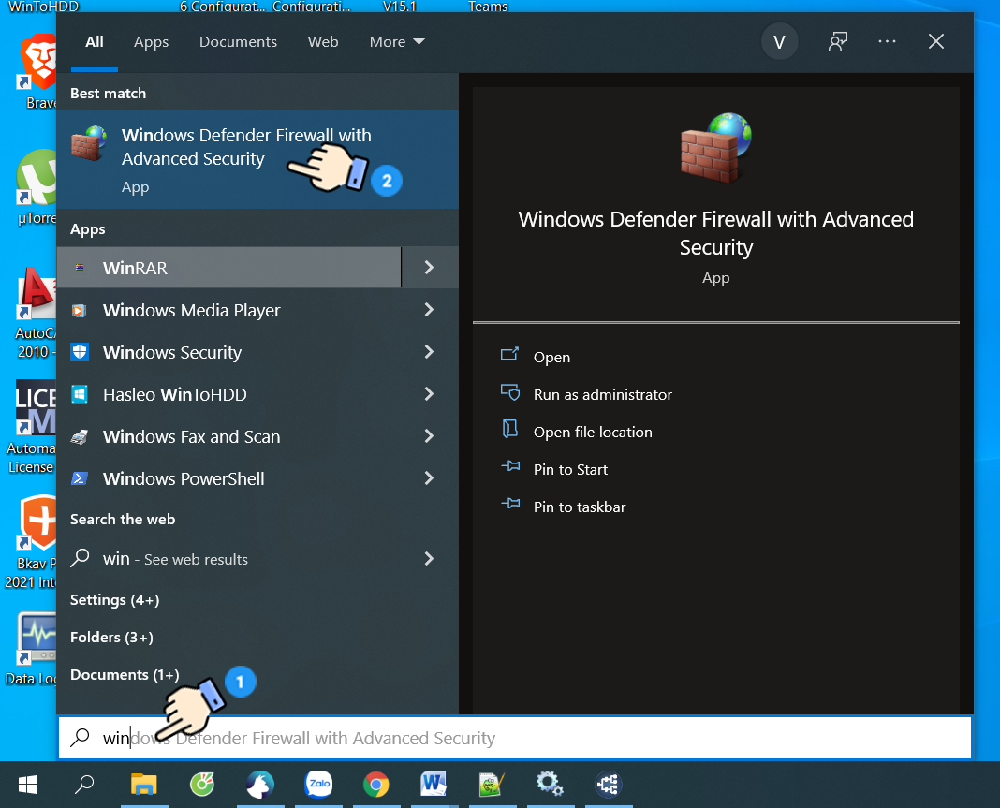 WinToHDD
6 Configurat...
Configurati...
V15.1
Teams
All
Apps
Documents
Web
More
V
Brave
µTorre
AutoCA
2010 -
LICE
M
Automa
License
Bkav P
2021 Inte
Data Log
Best match
Windows Defender Firewall with
Advanced Security
App
2
Apps
WinRAR
Windows Media Player
Windows Security
Hasleo WinToHDD
Windows Fax and Scan
Windows PowerShell
Search the web
win - See web results
Settings (4+)
Folders (3+)
Documents (1+)
1
windows Defender Firewall with Advanced Security
Windows Defender Firewall with Advanced
Security
App
Open
Run as administrator
Open file location
Pin to Start
Pin to taskbar
Zalo
W